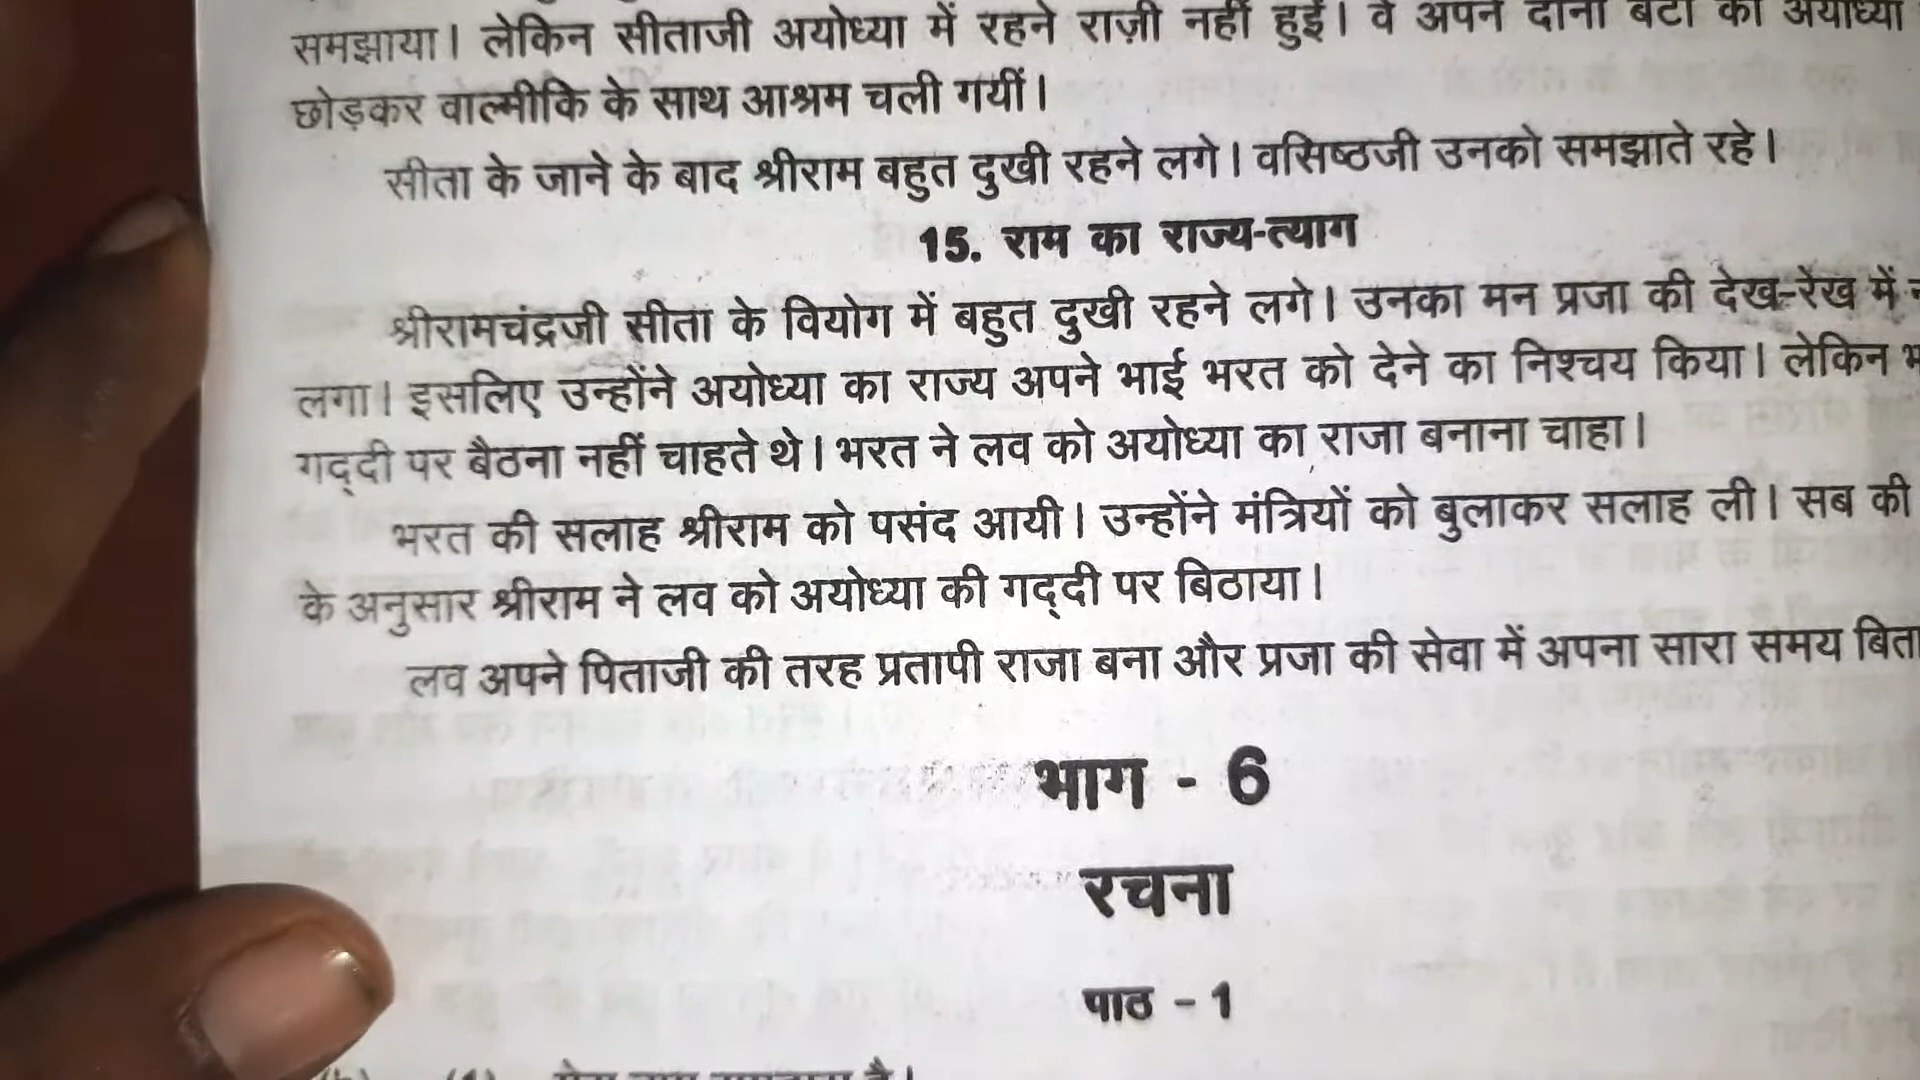 समझाया। लेकिन सीताजी अयोध्या में रहने राज़ी नहीं हुईं। वे अपने दोनों बेटों को अयोध्या
छोड़कर वाल्मीकि के साथ आश्रम चली गयीं।
सीता के जाने के बाद श्रीराम बहुत दुखी रहने लगे। वसिष्ठजी उनको समझाते रहे।
15. राम का राज्य-त्याग
श्रीरामचंद्रजी सीता के वियोग में बहुत दुखी रहने लगे। उनका मन प्रजा की देख-रेख में
लगा। इसलिए उन्होंने अयोध्या का राज्य अपने भाई भरत को देने का निश्चय किया। लेकिन
गद्दी पर बैठना नहीं चाहते थे। भरत ने लव को अयोध्या का राजा बनाना चाहा।
भरत की सलाह श्रीराम को पसंद आयी। उन्होंने मंत्रियों को बुलाकर सलाह ली। सब की
के अनुसार श्रीराम ने लव को अयोध्या की गद्दी पर बिठाया।
लव अपने पिताजी की तरह प्रतापी राजा बना और प्रजा की सेवा में अपना सारा समय बिता
भाग - 6
रचना
पाठ - 1